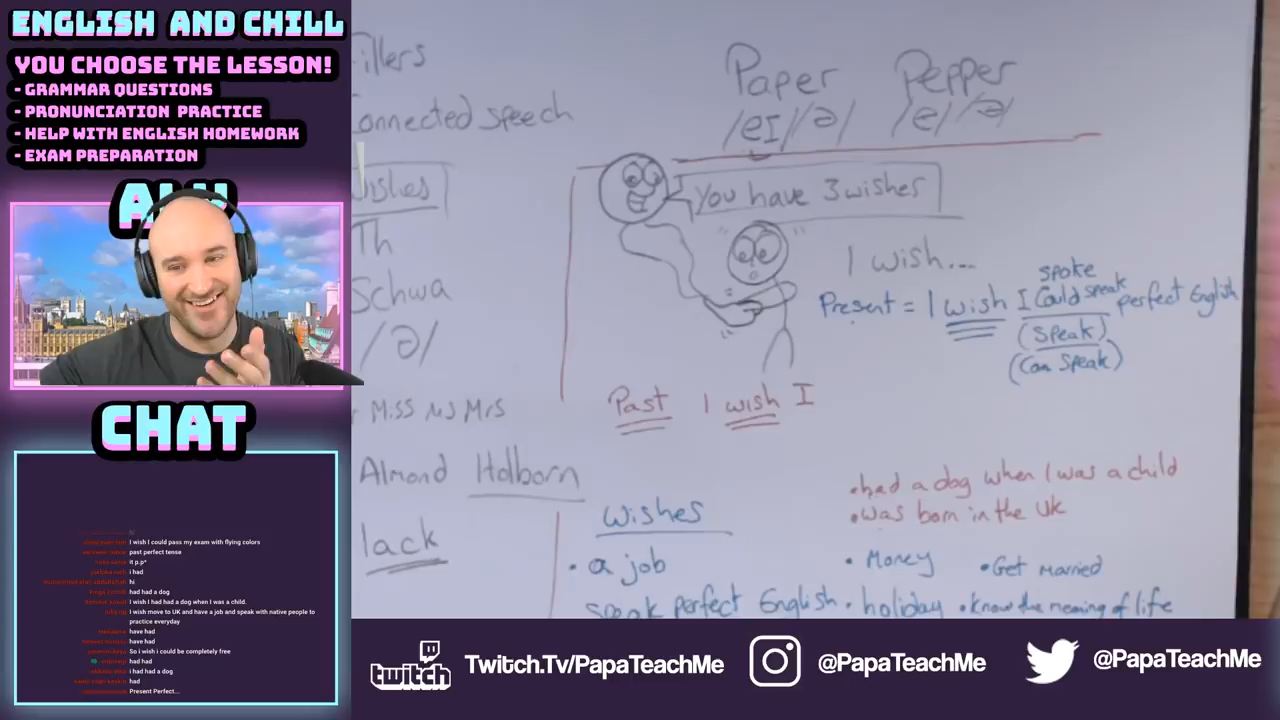 ENGLISH AND CHILL
YOU CHOOSE THE LESSON!
- GRAMMAR QUESTIONS
- PRONUNCIATION PRACTICE
- HELP WITH ENGLISH HOMEWORK
- EXAM PREPARATION
CHAT
I wish I could pass my exam with flying colors
past perfect tense
it p.p*
i had
hi
had had a dog
I wish I had had a dog when I was a child.
I wish move to UK and have a job and speak with native people to
practice everyday
have had
have had
So i wish i could be completely free
had had
i had had a dog
had
Present Perfect...
illers
onnected speech
ishes
Th
Schwa
/ə/
Miss Ms Mrs
Almond Holborn
lack
Paper Pepper
/eɪ/ /ə/ /e/ /ə/
You have 3 wishes
I wish...
spoke
Present = I wish I could speak perfect English
(speak)
(can speak)
Past I wish I
• had a dog when I was a child
• was born in the UK
Wishes
• a job • Money • Get married
speak perfect English • holiday • Know the meaning of life
twitch
Twitch.Tv/PapaTeachMe
@PapaTeachMe
@PapaTeachMe